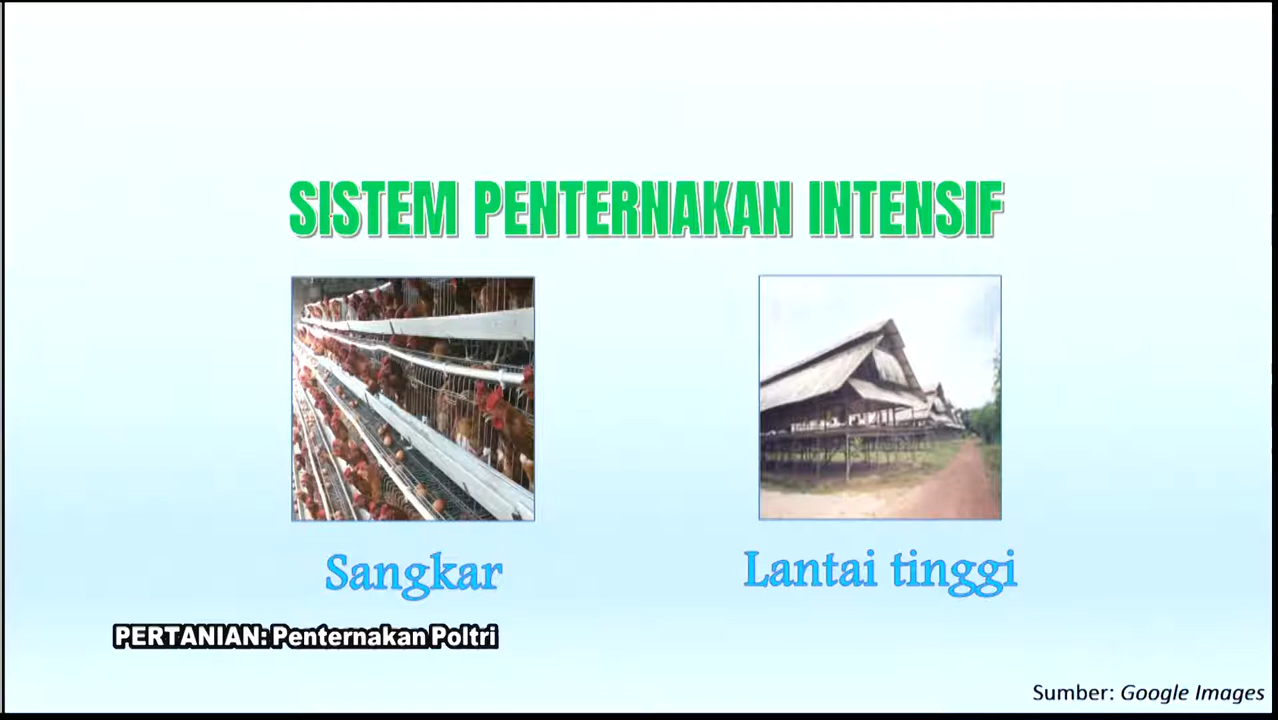 SISTEM PENTERNAKAN INTENSIF
Sangkar
Lantai tinggi
PERTANIAN: Penternakan Poltri
Sumber: Google Images